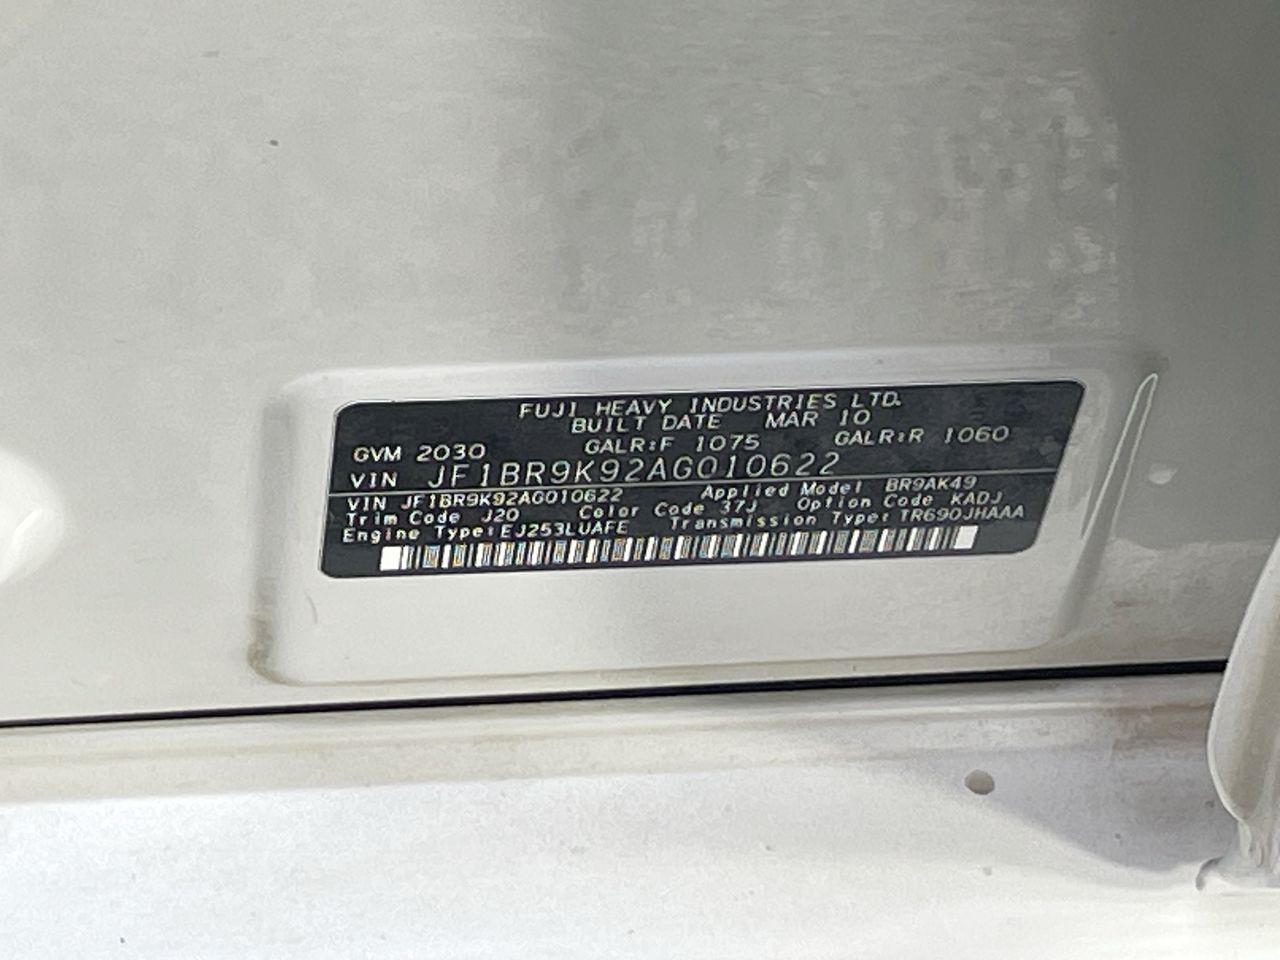 FUJI HEAVY INDUSTRIES LTD.
BUILT DATE MAR 10
GVM 2030 GALR:F 1075 GALR:R 1060
VIN JF1BR9K92AG010622
VIN JF1BR9K92AG010622 Applied Model BR9AK49
Trim Code J20 Color Code 37J Option Code KADJ
Engine Type:EJ253LUAFE Transmission Type:TR690JHAAA